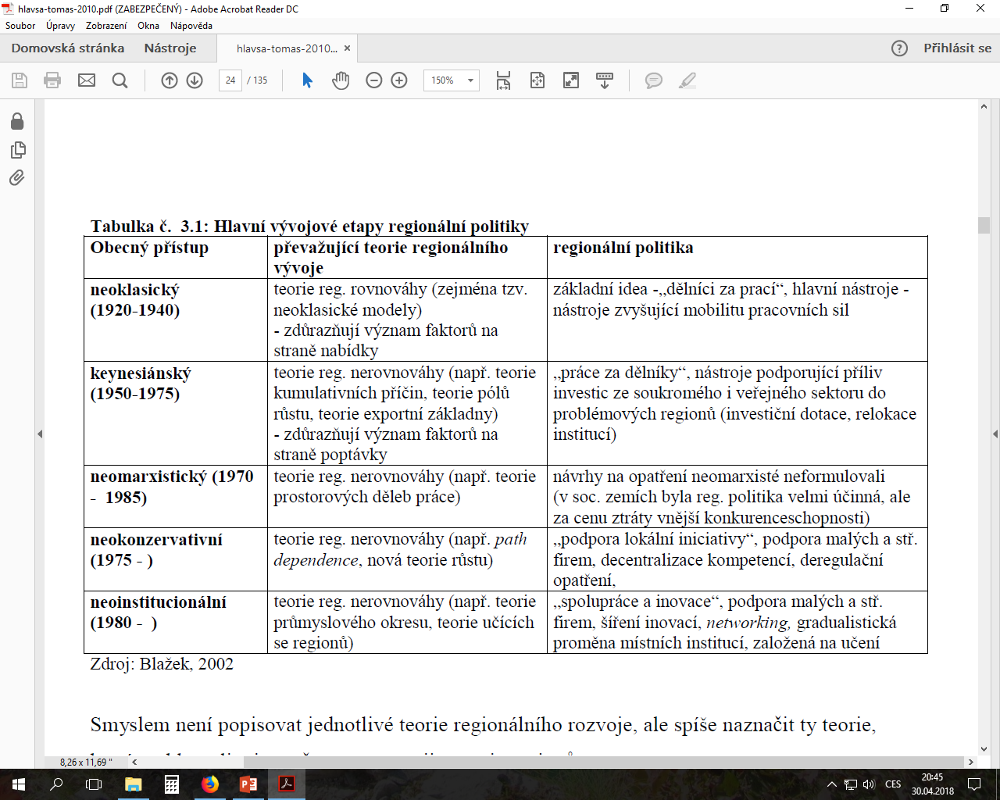 hlavsa-tomas-2010.pdf (ZABEZPEČENÝ) - Adobe Acrobat Reader DC
Soubor Úpravy Zobrazení Okna Nápověda
Domovská stránka Nástroje hlavsa-tomas-2010... × Přihlásit se
24 / 135 150%
Tabulka č. 3.1: Hlavní vývojové etapy regionální politiky
Obecný přístup
převažující teorie regionálního
vývoje
regionální politika
neoklasický
(1920-1940)
teorie reg. rovnováhy (zejména tzv.
neoklasické modely)
- zdůrazňují význam faktorů na
straně nabídky
základní idea -„dělníci za prací“, hlavní nástroje -
nástroje zvyšující mobilitu pracovních sil
keynesiánský
(1950-1975)
teorie reg. nerovnováhy (např. teorie
kumulativních příčin, teorie pólů
růstu, teorie exportní základny)
- zdůrazňují význam faktorů na
straně poptávky
„práce za dělníky“, nástroje podporující příliv
investic ze soukromého i veřejného sektoru do
problémových regionů (investiční dotace, relokace
institucí)
neomarxistický (1970
- 1985)
teorie reg. nerovnováhy (např. teorie
prostorových děleb práce)
návrhy na opatření neomarxisté neformulovali
(v soc. zemích byla reg. politika velmi účinná, ale
za cenu ztráty vnější konkurenceschopnosti)
neokonzervativní
(1975 - )
teorie reg. nerovnováhy (např. path
dependence, nová teorie růstu)
„podpora lokální iniciativy“, podpora malých a stř.
firem, decentralizace kompetencí, deregulační
opatření,
neoinstitucionální
(1980 - )
teorie reg. nerovnováhy (např. teorie
průmyslového okresu, teorie učících
se regionů)
„spolupráce a inovace“, podpora malých a stř.
firem, šíření inovací, networking, gradualistická
proměna místních institucí, založená na učení
Zdroj: Blažek, 2002
Smyslem není popisovat jednotlivé teorie regionálního rozvoje, ale spíše naznačit ty teorie,
8,26 x 11,69 "
CES
20:45
30.04.2018